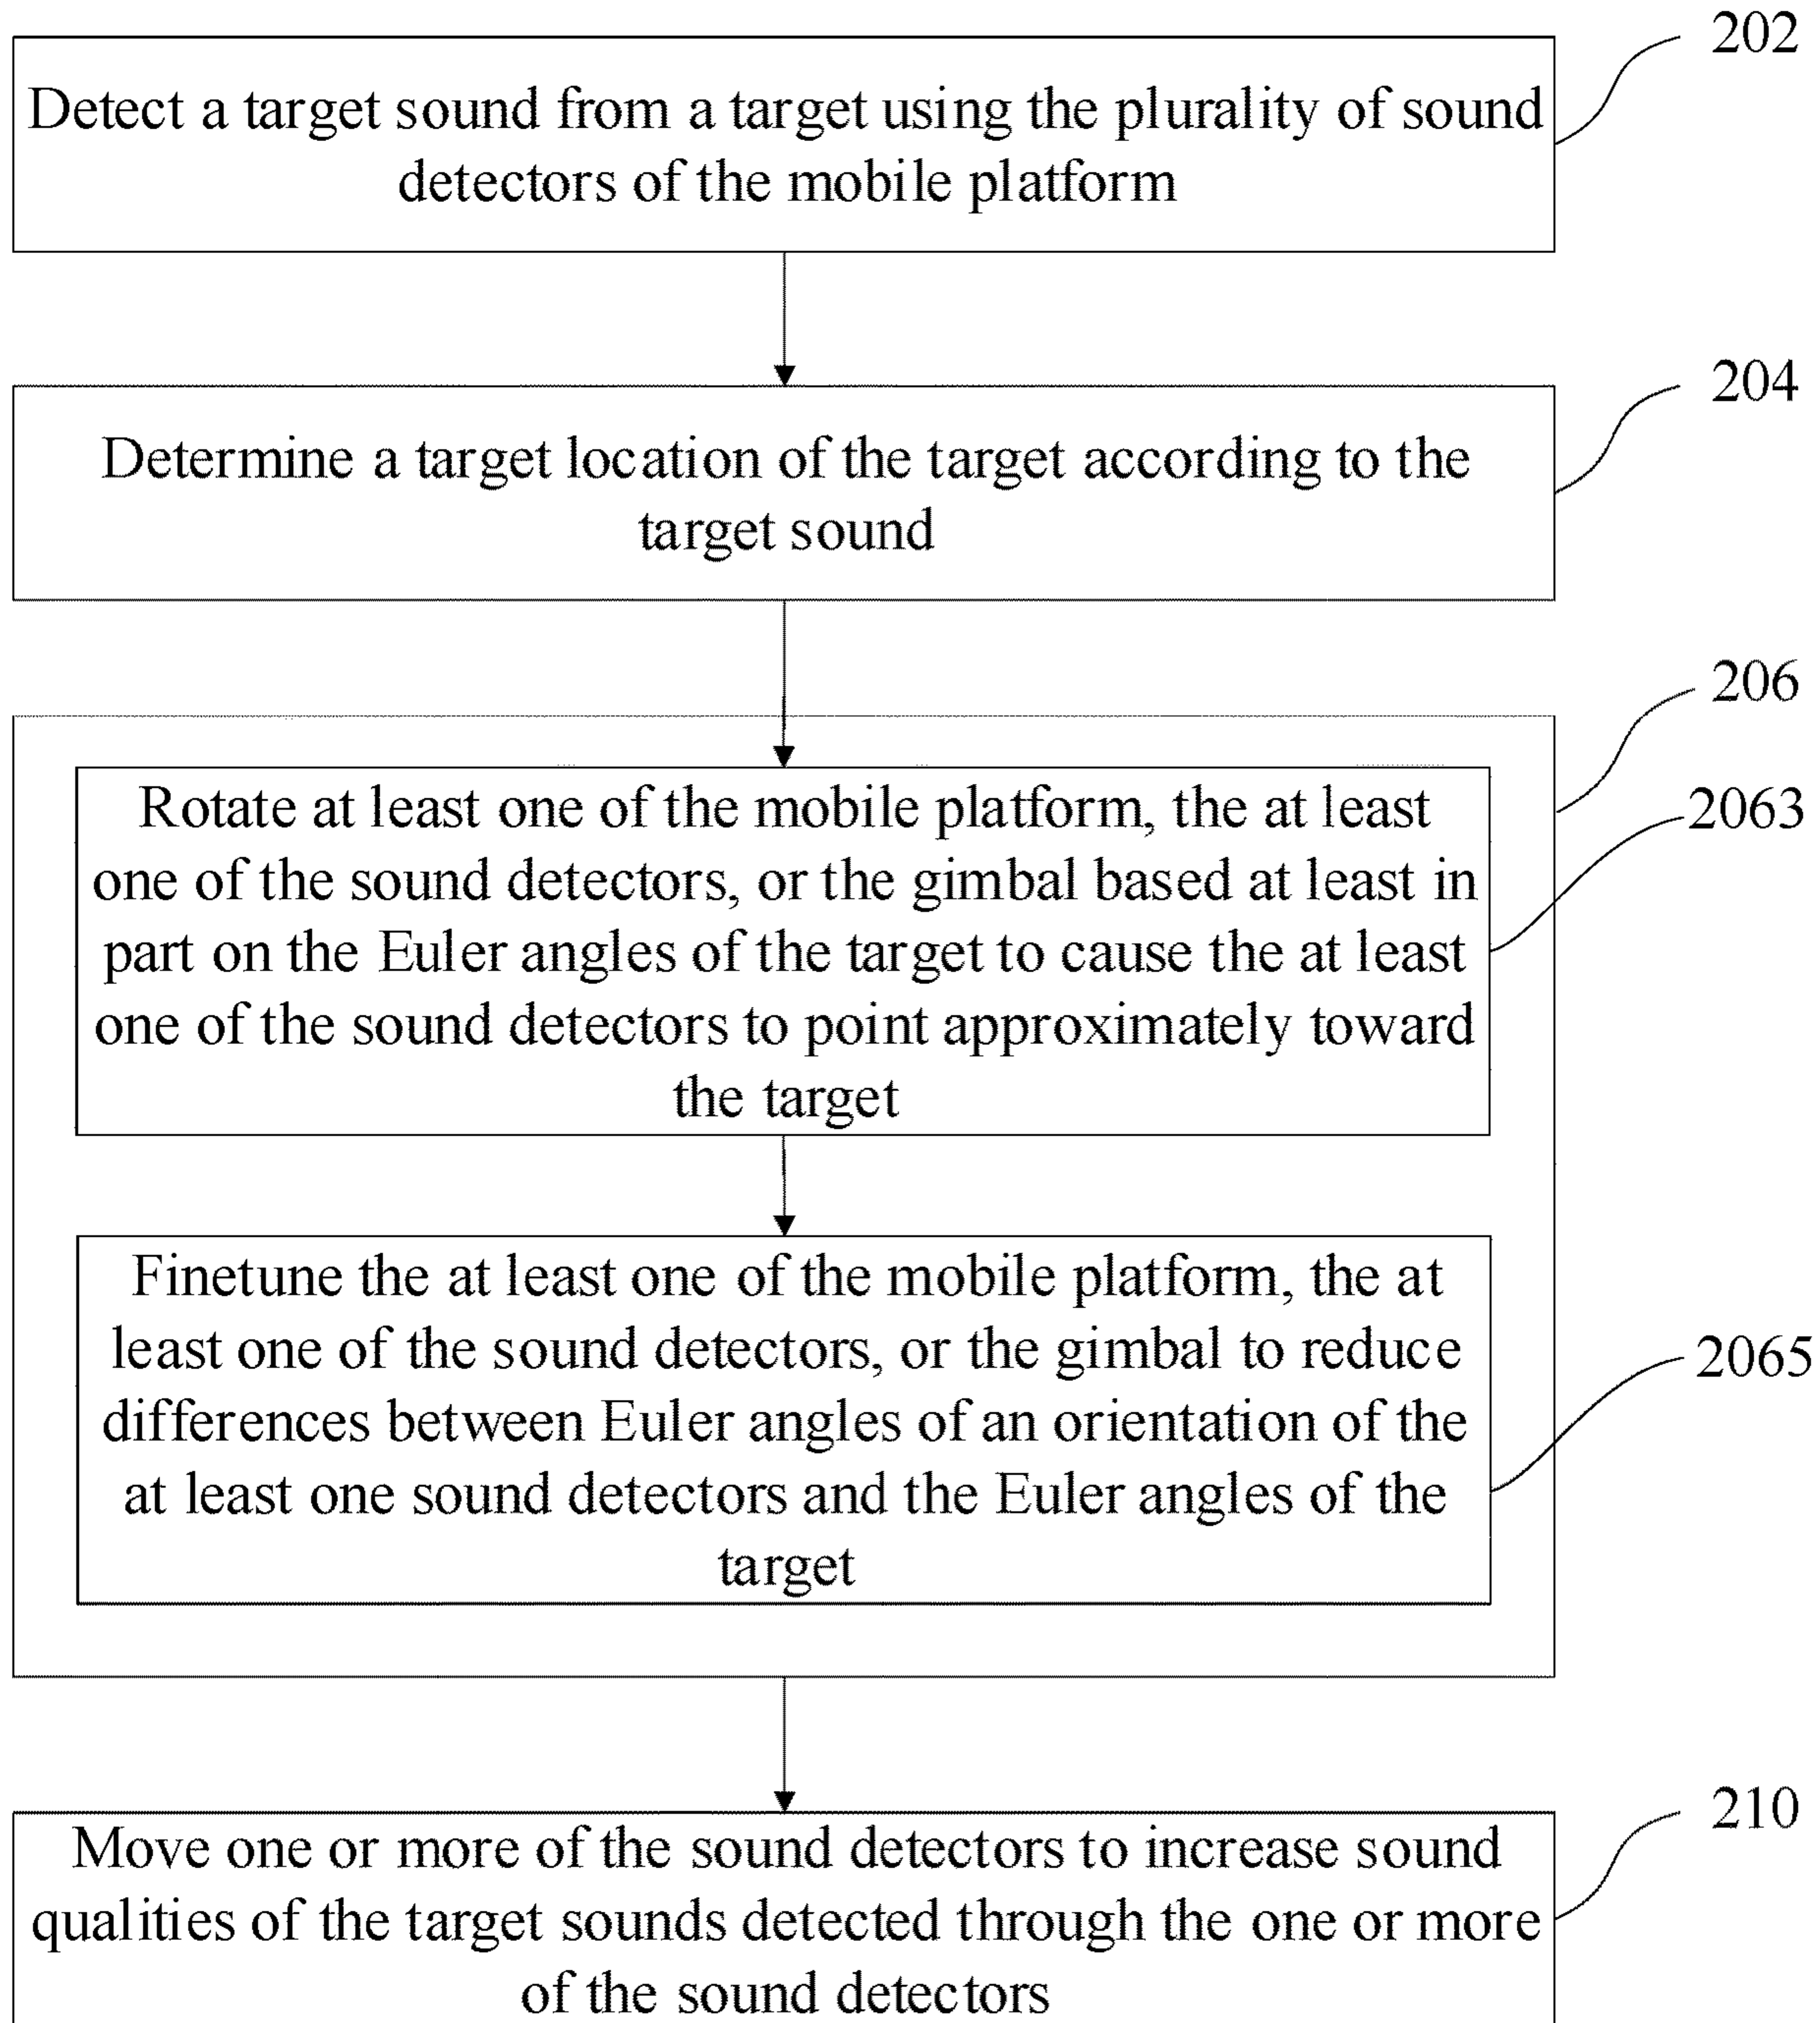 202
Detect a target sound from a target using the plurality of sound
detectors of the mobile platform
204
Determine a target location of the target according to the
target sound
206
Rotate at least one of the mobile platform, the at least
one of the sound detectors, or the gimbal based at least in
part on the Euler angles of the target to cause the at least
one of the sound detectors to point approximately toward
the target
2063
Finetune the at least one of the mobile platform, the at
least one of the sound detectors, or the gimbal to reduce
differences between Euler angles of an orientation of the
at least one sound detectors and the Euler angles of the
target
2065
210
Move one or more of the sound detectors to increase sound
qualities of the target sounds detected through the one or more
of the sound detectors